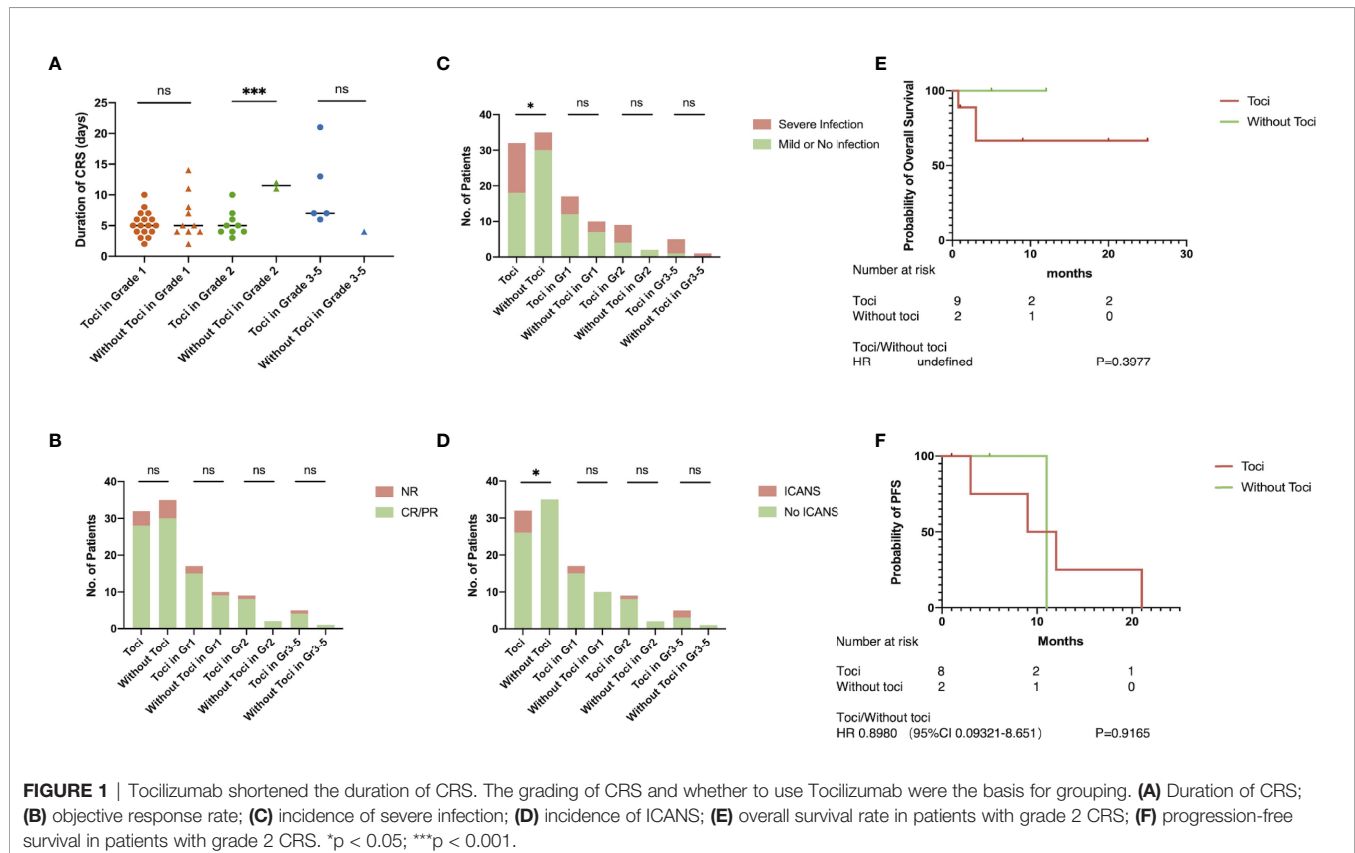 A
ns
***
ns
Duration of CRS (days)
25
20
15
10
5
0
Toci in Grade 1
Without Toci in Grade 1
Toci in Grade 2
Without Toci in Grade 2
Toci in Grade 3-5
Without Toci in Grade 3-5
C
*
ns
ns
ns
No. of Patients
40
30
20
10
0
Toci
Without Toci
Toci in Gr1
Without Toci in Gr1
Toci in Gr2
Without Toci in Gr2
Toci in Gr3-5
Without Toci in Gr3-5
Severe Infection
Mild or No Infection
E
Probability of Overall Survival
100
50
0
0
10
20
30
months
Toci
Without Toci
Number at risk
Toci 9 2 2
Without toci 2 1 0
Toci/Without toci
HR undefined P=0.3977
B
ns
ns
ns
ns
No. of Patients
40
30
20
10
0
Toci
Without Toci
Toci in Gr1
Without Toci in Gr1
Toci in Gr2
Without Toci in Gr2
Toci in Gr3-5
Without Toci in Gr3-5
NR
CR/PR
D
*
ns
ns
ns
No. of Patients
40
30
20
10
0
Toci
Without Toci
Toci in Gr1
Without Toci in Gr1
Toci in Gr2
Without Toci in Gr2
Toci in Gr3-5
Without Toci in Gr3-5
ICANS
No ICANS
F
Probability of PFS
100
50
0
0
10
20
Months
Toci
Without Toci
Number at risk
Toci 8 2 1
Without toci 2 1 0
Toci/Without toci
HR 0.8980 (95%CI 0.09321-8.651) P=0.9165
FIGURE 1 | Tocilizumab shortened the duration of CRS. The grading of CRS and whether to use Tocilizumab were the basis for grouping. (A) Duration of CRS;
(B) objective response rate; (C) incidence of severe infection; (D) incidence of ICANS; (E) overall survival rate in patients with grade 2 CRS; (F) progression-free
survival in patients with grade 2 CRS. *p < 0.05; ***p < 0.001.